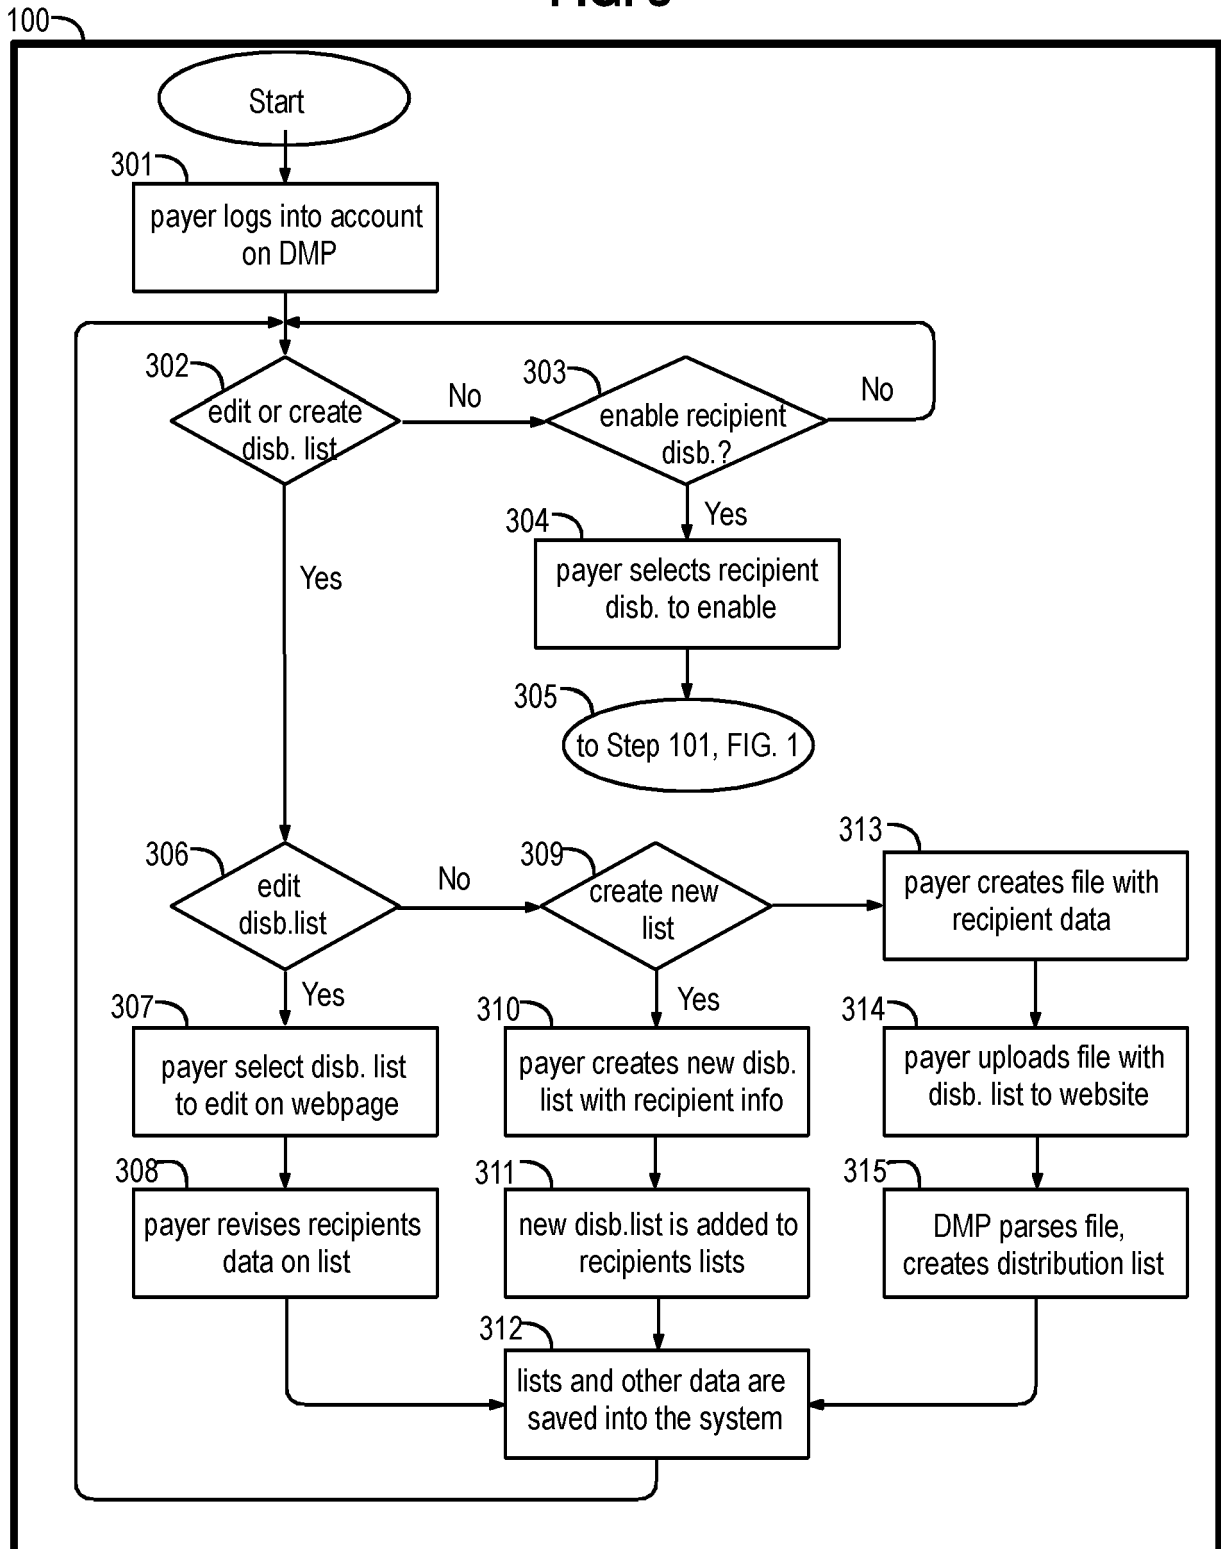 100
Start
301
payer logs into account
on DMP
302
edit or create
disb. list
No
303
enable recipient
disb.?
No
Yes
304
payer selects recipient
disb. to enable
Yes
305
to Step 101, FIG. 1
306
edit
disb.list
No
309
create new
list
313
payer creates file with
recipient data
Yes
307
payer select disb. list
to edit on webpage
Yes
310
payer creates new disb.
list with recipient info
314
payer uploads file with
disb. list to website
308
payer revises recipients
data on list
311
new disb.list is added to
recipients lists
315
DMP parses file,
creates distribution list
312
lists and other data are
saved into the system